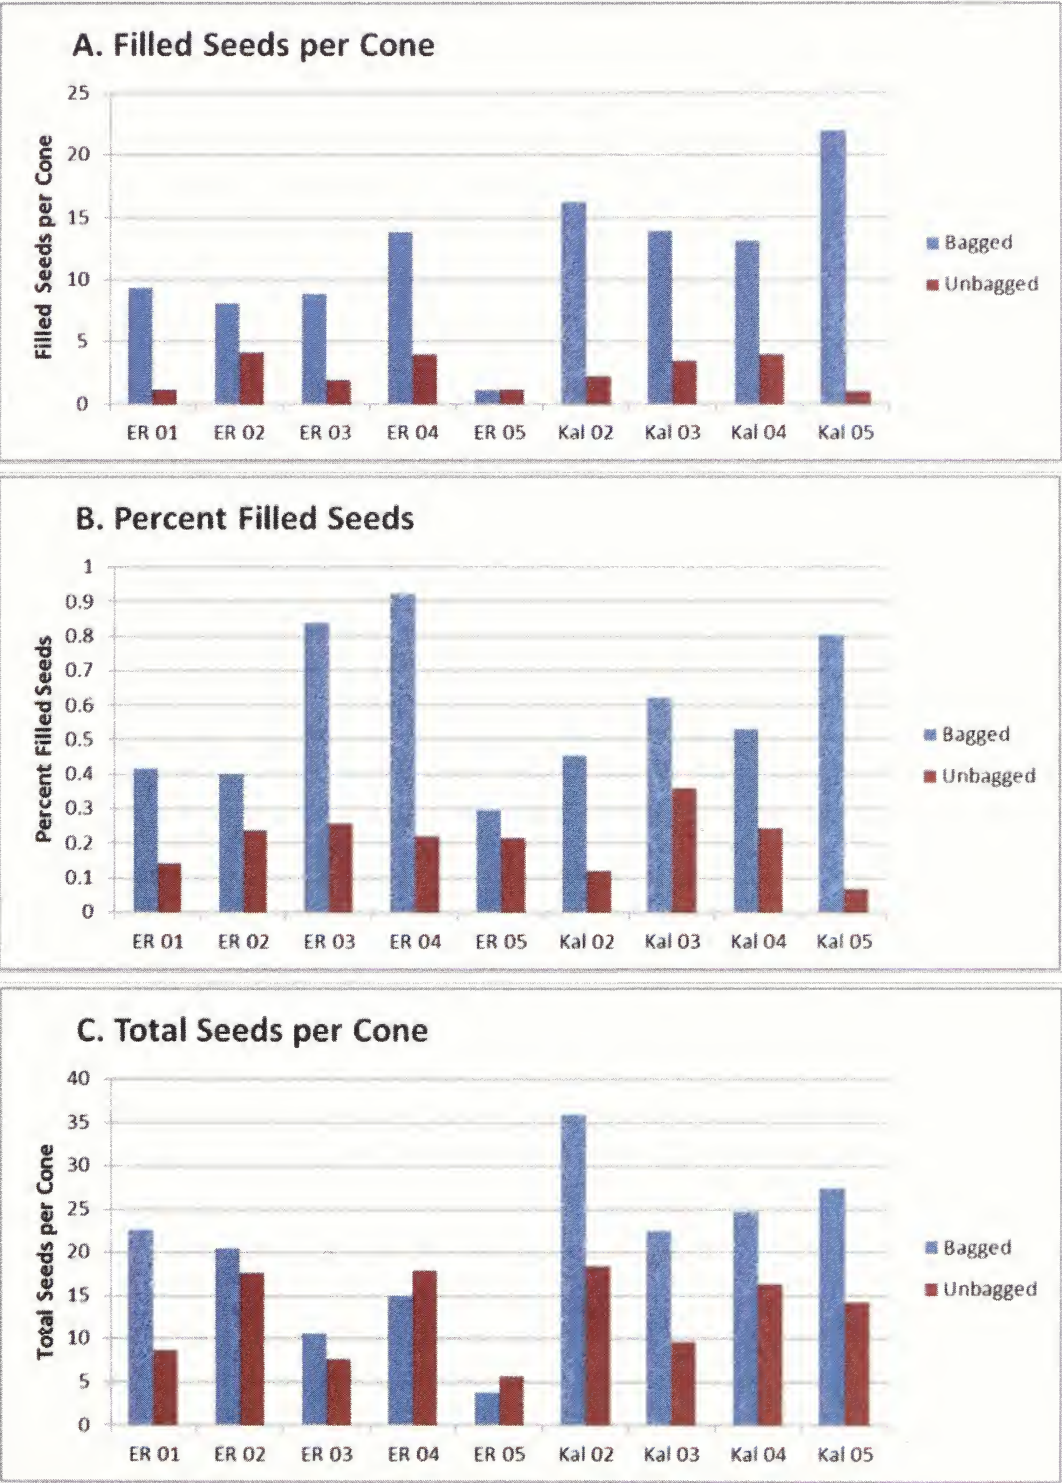 A. Filled Seeds per Cone
Filled Seeds per Cone
25
20
15
10
5
0
ER 01 ER 02 ER 03 ER 04 ER 05 Kal 02 Kal 03 Kal 04 Kal 05
Bagged
Unbagged
B. Percent Filled Seeds
Percent Filled Seeds
1
0.9
0.8
0.7
0.6
0.5
0.4
0.3
0.2
0.1
0
ER 01 ER 02 ER 03 ER 04 ER 05 Kal 02 Kal 03 Kal 04 Kal 05
Bagged
Unbagged
C. Total Seeds per Cone
Total Seeds per Cone
40
35
30
25
20
15
10
5
0
ER 01 ER 02 ER 03 ER 04 ER 05 Kal 02 Kal 03 Kal 04 Kal 05
Bagged
Unbagged